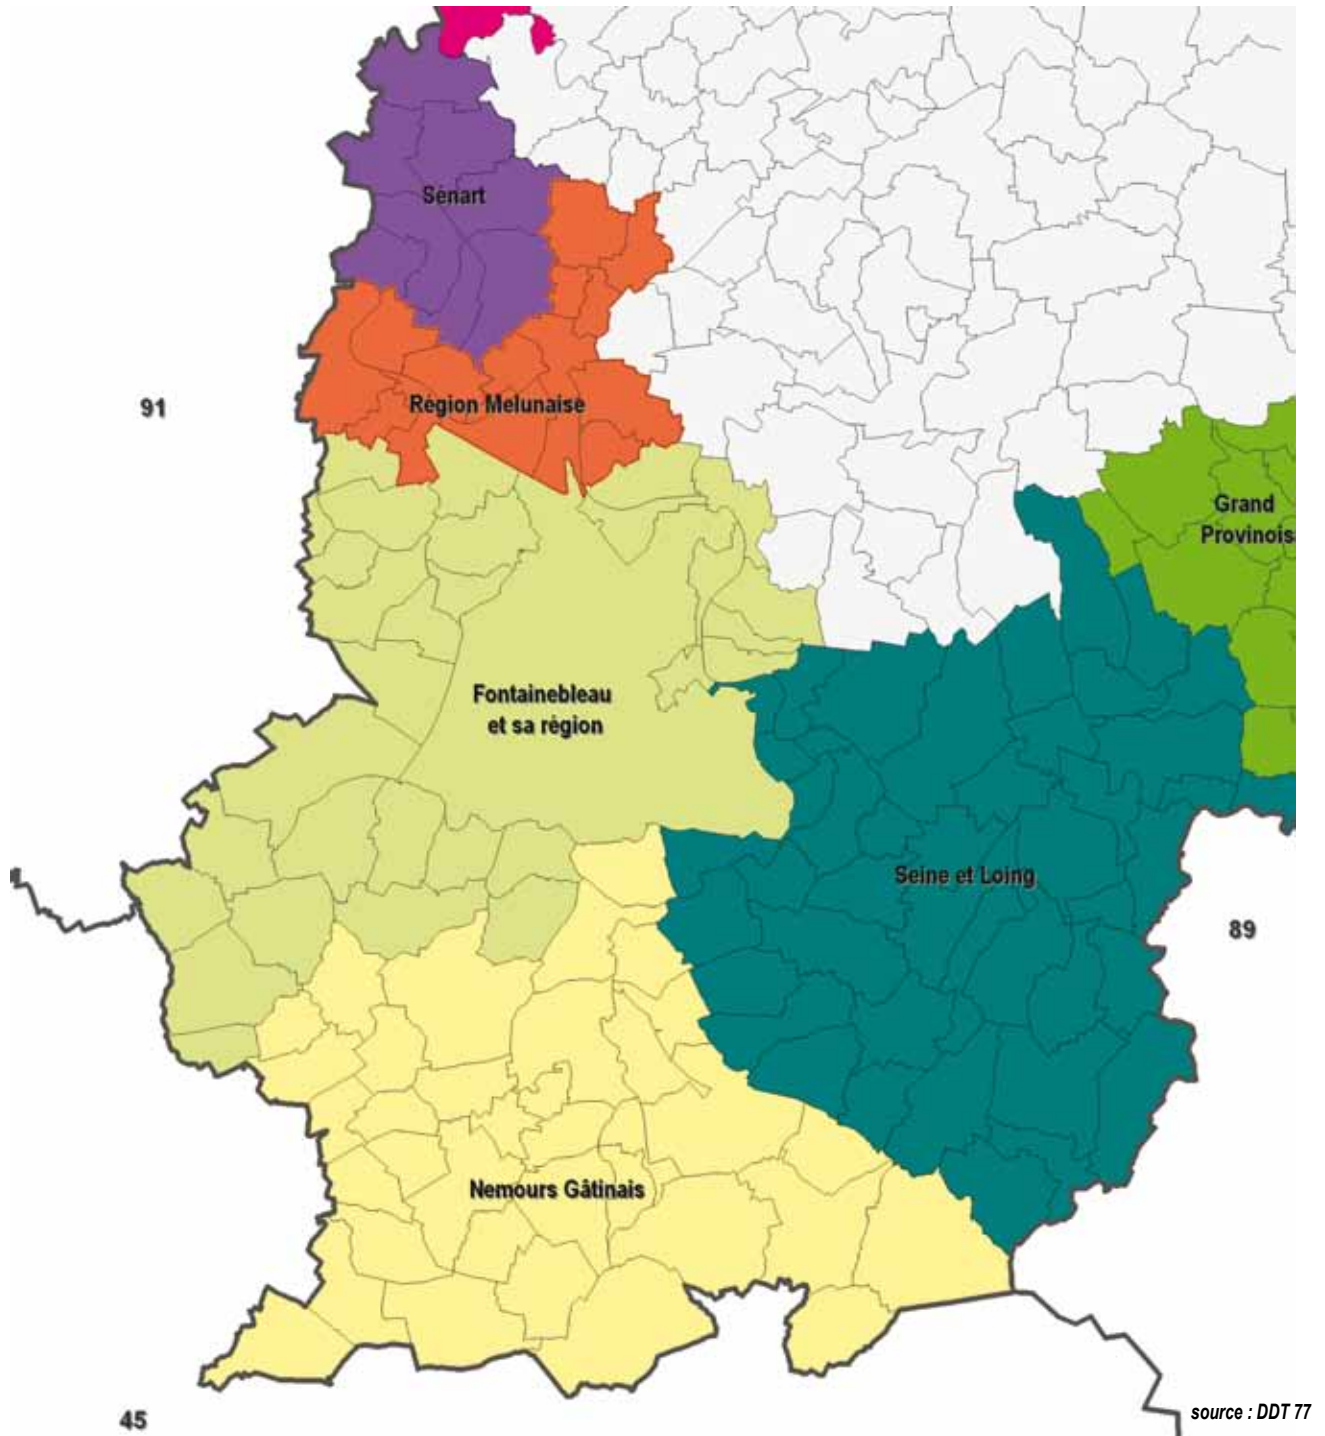 Sénart
91
Région Melunaise
Grand
Provinois
Fontainebleau
et sa région
Seine et Loing
89
Nemours Gâtinais
source : DDT 77
45